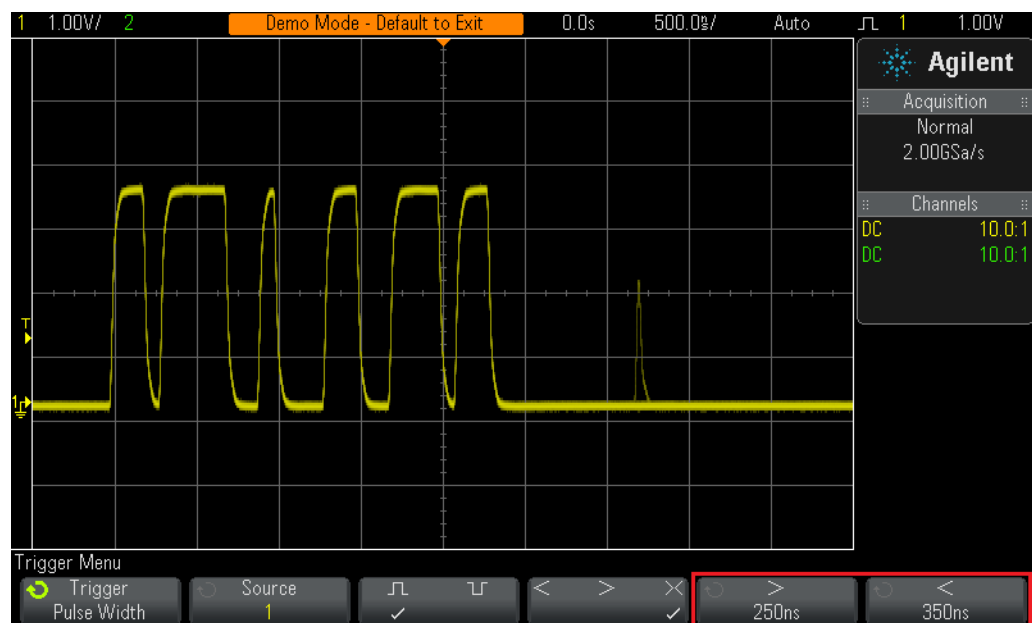 1 1.00V/ 2 Demo Mode - Default to Exit 0.0s 500.0ns/ Auto 1 1.00V
Agilent
Acquisition
Normal
2.00GSa/s
Channels
DC 10.0:1
DC 10.0:1
T
1
Trigger Menu
Trigger Source < > >< > <
Pulse Width 1 ✓ ✓ 250ns 350ns